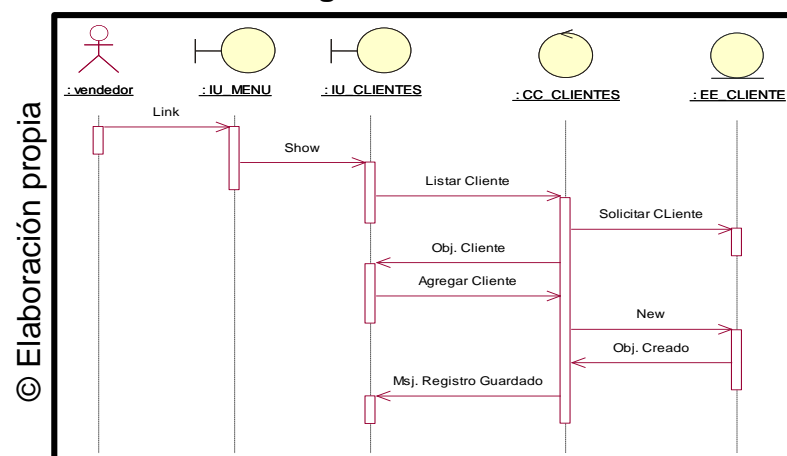 © Elaboración propia
: vendedor
: IU_MENU
: IU_CLIENTES
: CC_CLIENTES
: EE_CLIENTE
Link
Show
Listar Cliente
Solicitar CLiente
Obj. Cliente
Agregar Cliente
New
Obj. Creado
Msj. Registro Guardado